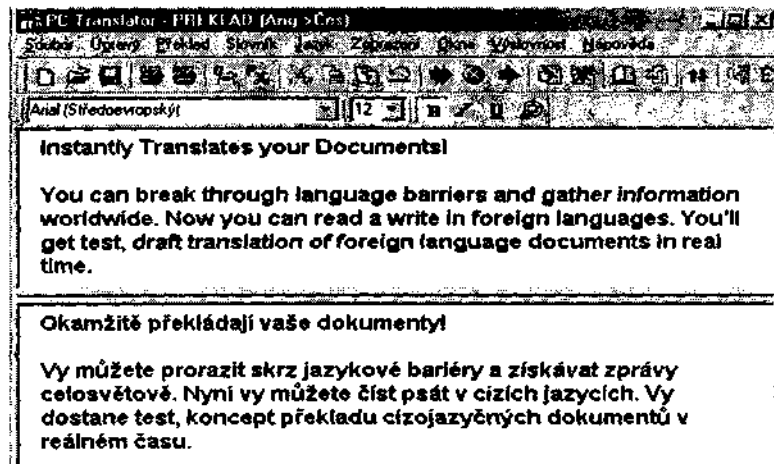 PC Translator - PŘEKLAD (Ang->Čes)
Soubor Úpravy Překlad Slovník Jazyk Zobrazení Okna Výslovnost Nápověda
Arial (Středoevropský) 12 B I U
Instantly Translates your Documents!
You can break through language barriers and gather information
worldwide. Now you can read a write in foreign languages. You'll
get test, draft translation of foreign language documents in real
time.
Okamžitě překládají vaše dokumenty!
Vy můžete prorazit skrz jazykové bariéry a získávat zprávy
celosvětově. Nyní vy můžete číst psát v cizích jazycích. Vy
dostane test, koncept překladu cizojazyčných dokumentů v
reálném času.